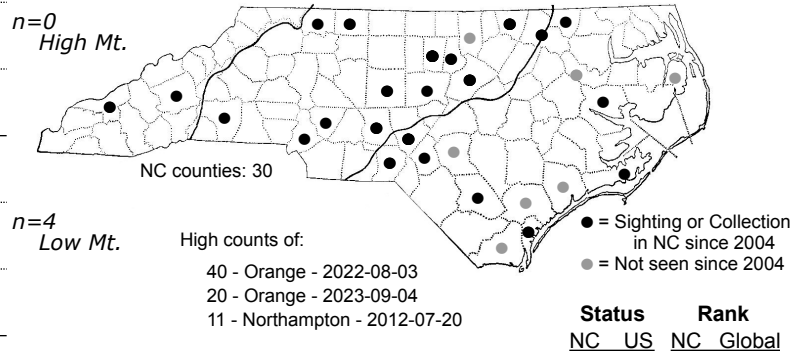 n=0
High Mt.
NC counties: 30
n=4
Low Mt.
High counts of:
40 - Orange - 2022-08-03
20 - Orange - 2023-09-04
11 - Northampton - 2012-07-20
= Sighting or Collection
in NC since 2004
= Not seen since 2004
Status Rank
NC US NC Global